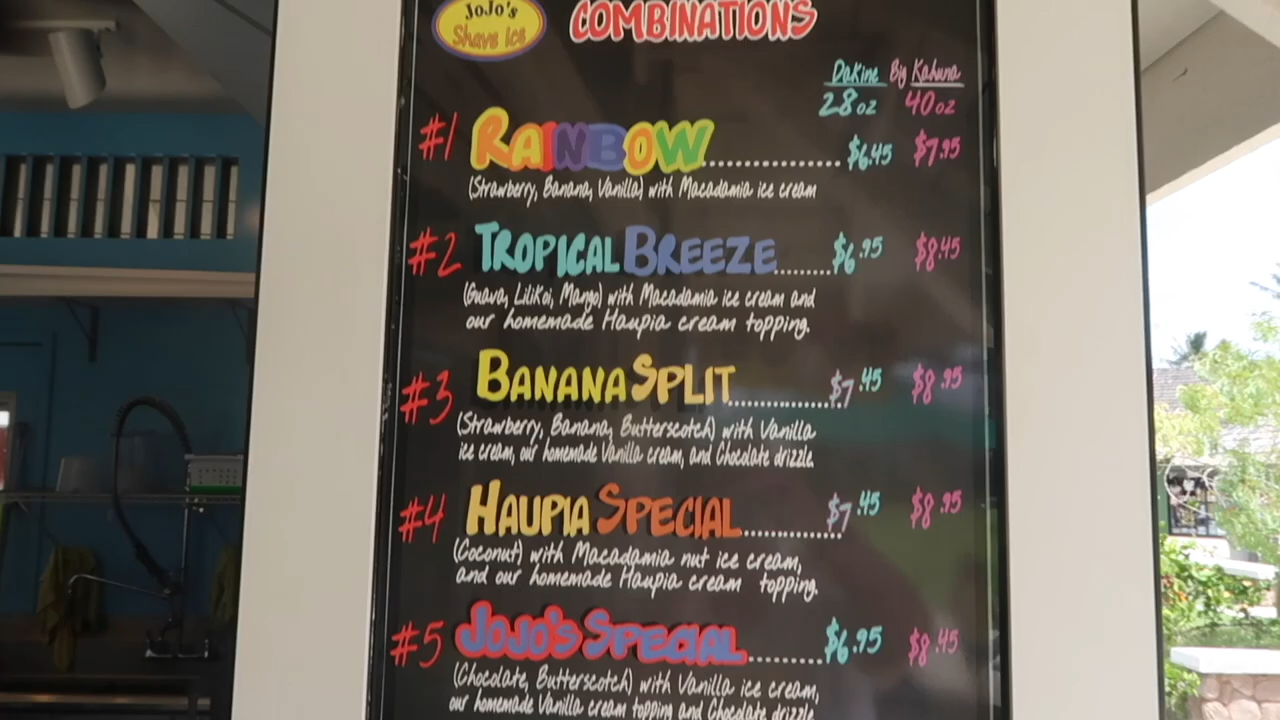 JoJo's
Shave Ice
COMBINATIONS
Dakine Big Kahuna
28oz 40oz
#1 RAINBOW $6.45 $7.95
(Strawberry, Banana, Vanilla) with Macadamia ice cream
#2 TROPICAL BREEZE $6.95 $8.45
(Guava, Lilikoi, Mango) with Macadamia ice cream and
our homemade Haupia cream topping.
#3 BANANA SPLIT $7.45 $8.95
(Strawberry, Banana, Butterscotch) with Vanilla
ice cream, our homemade Vanilla cream, and Chocolate drizzle.
#4 HAUPIA SPECIAL $7.45 $8.95
(Coconut) with Macadamia nut ice cream,
and our homemade Haupia cream topping.
#5 JOJO'S SPECIAL $6.95 $8.45
(Chocolate, Butterscotch) with Vanilla ice cream,
our homemade Vanilla cream topping and Chocolate drizzle.